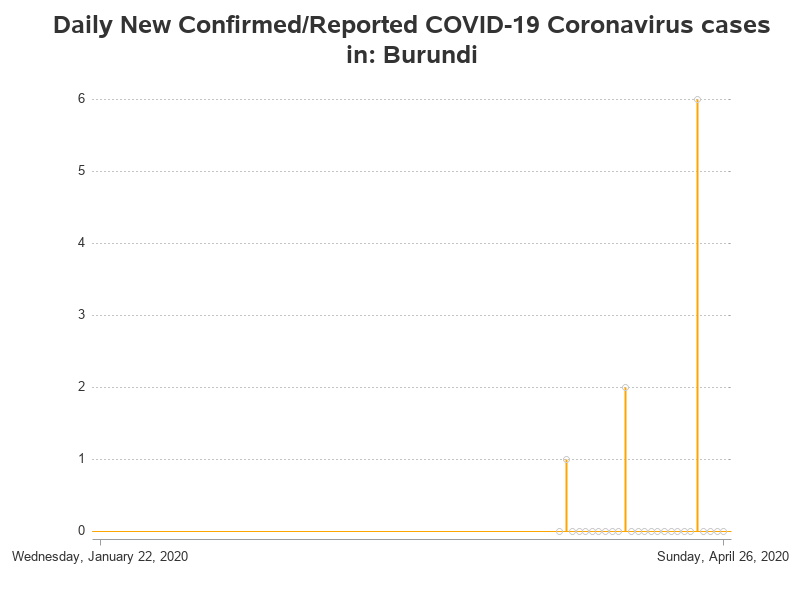 Daily New Confirmed/Reported COVID-19 Coronavirus cases
in: Burundi
6
5
4
3
2
1
0
Wednesday, January 22, 2020 Sunday, April 26, 2020